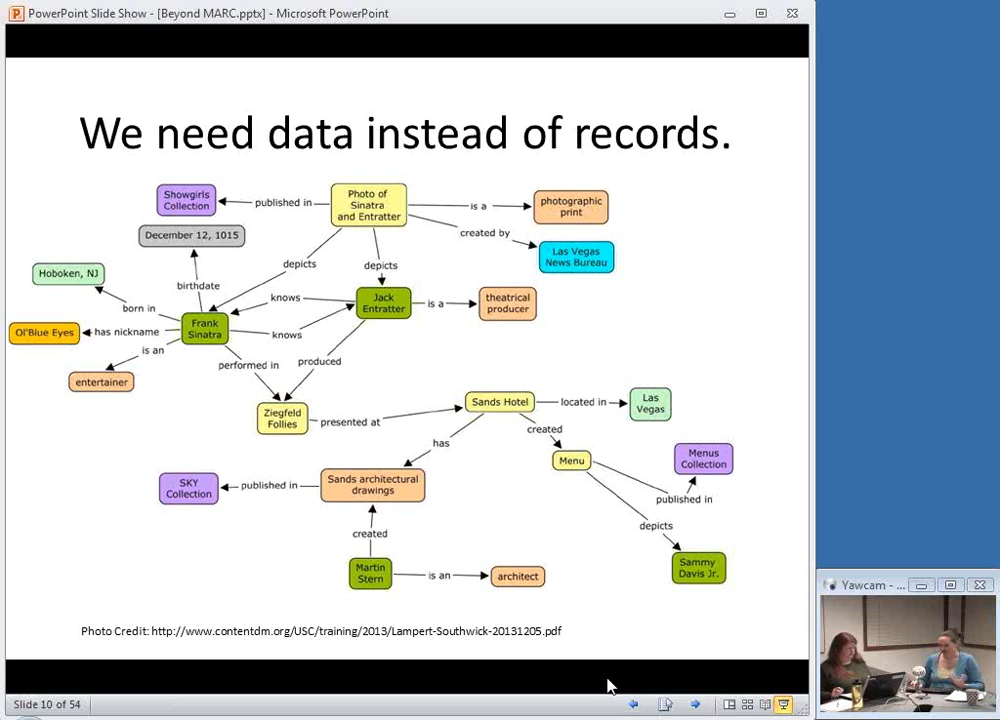 PowerPoint Slide Show - [Beyond MARC.pptx] - Microsoft PowerPoint
We need data instead of records.
Showgirls
Collection
published in
Photo of
Sinatra
and Entratter
is a
photographic
print
created by
Las Vegas
News Bureau
December 12, 1015
depicts
depicts
Hoboken, NJ
birthdate
born in
knows
Jack
Entratter
is a
theatrical
producer
Ol'Blue Eyes
has nickname
Frank
Sinatra
knows
is an
entertainer
performed in
produced
Ziegfeld
Follies
presented at
Sands Hotel
located in
Las
Vegas
has
created
Menu
Menus
Collection
published in
SKY
Collection
published in
Sands architectural
drawings
depicts
created
Sammy
Davis Jr.
Martin
Stern
is an
architect
Photo Credit: http://www.contentdm.org/USC/training/2013/Lampert-Southwick-20131205.pdf
Slide 10 of 54
Yawcam - ...